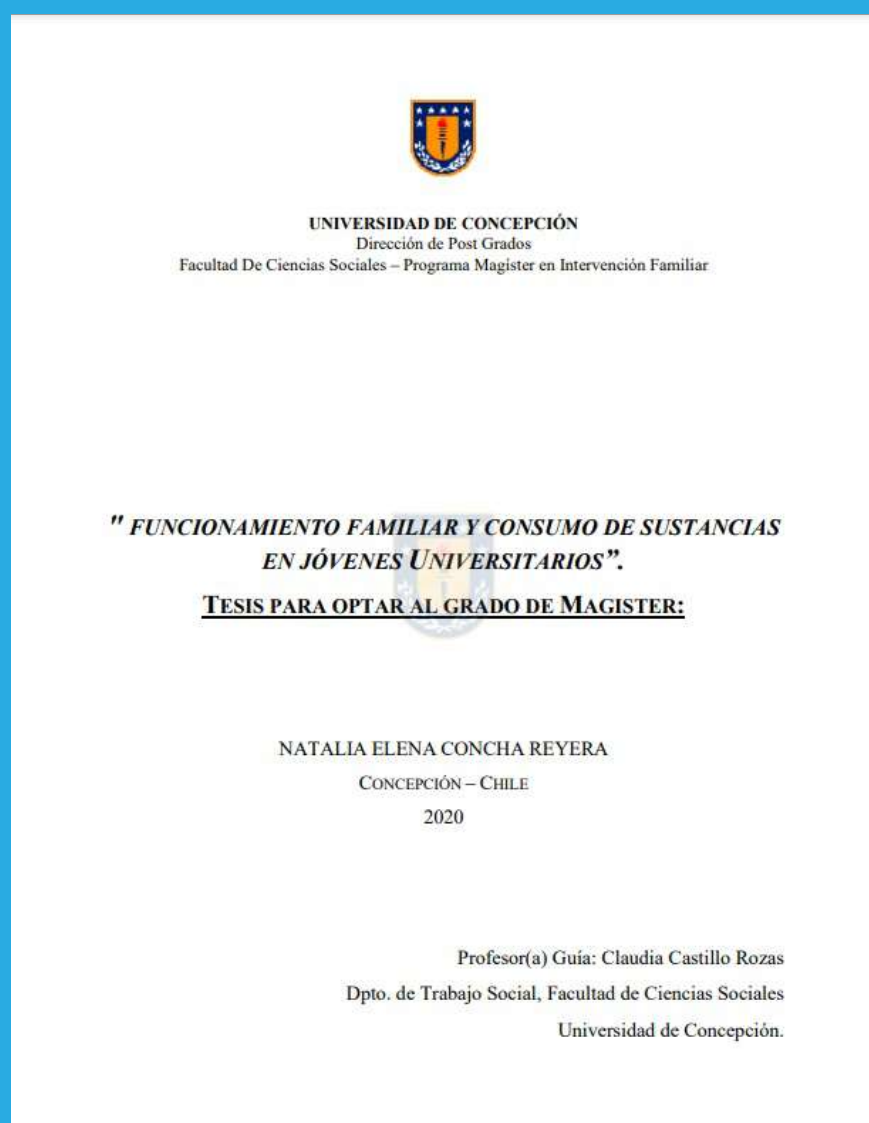 UNIVERSIDAD DE CONCEPCIÓN
Dirección de Post Grados
Facultad De Ciencias Sociales – Programa Magister en Intervención Familiar
" FUNCIONAMIENTO FAMILIAR Y CONSUMO DE SUSTANCIAS
EN JÓVENES UNIVERSITARIOS”.
TESIS PARA OPTAR AL GRADO DE MAGISTER:
NATALIA ELENA CONCHA REYERA
CONCEPCIÓN – CHILE
2020
Profesor(a) Guía: Claudia Castillo Rozas
Dpto. de Trabajo Social, Facultad de Ciencias Sociales
Universidad de Concepción.